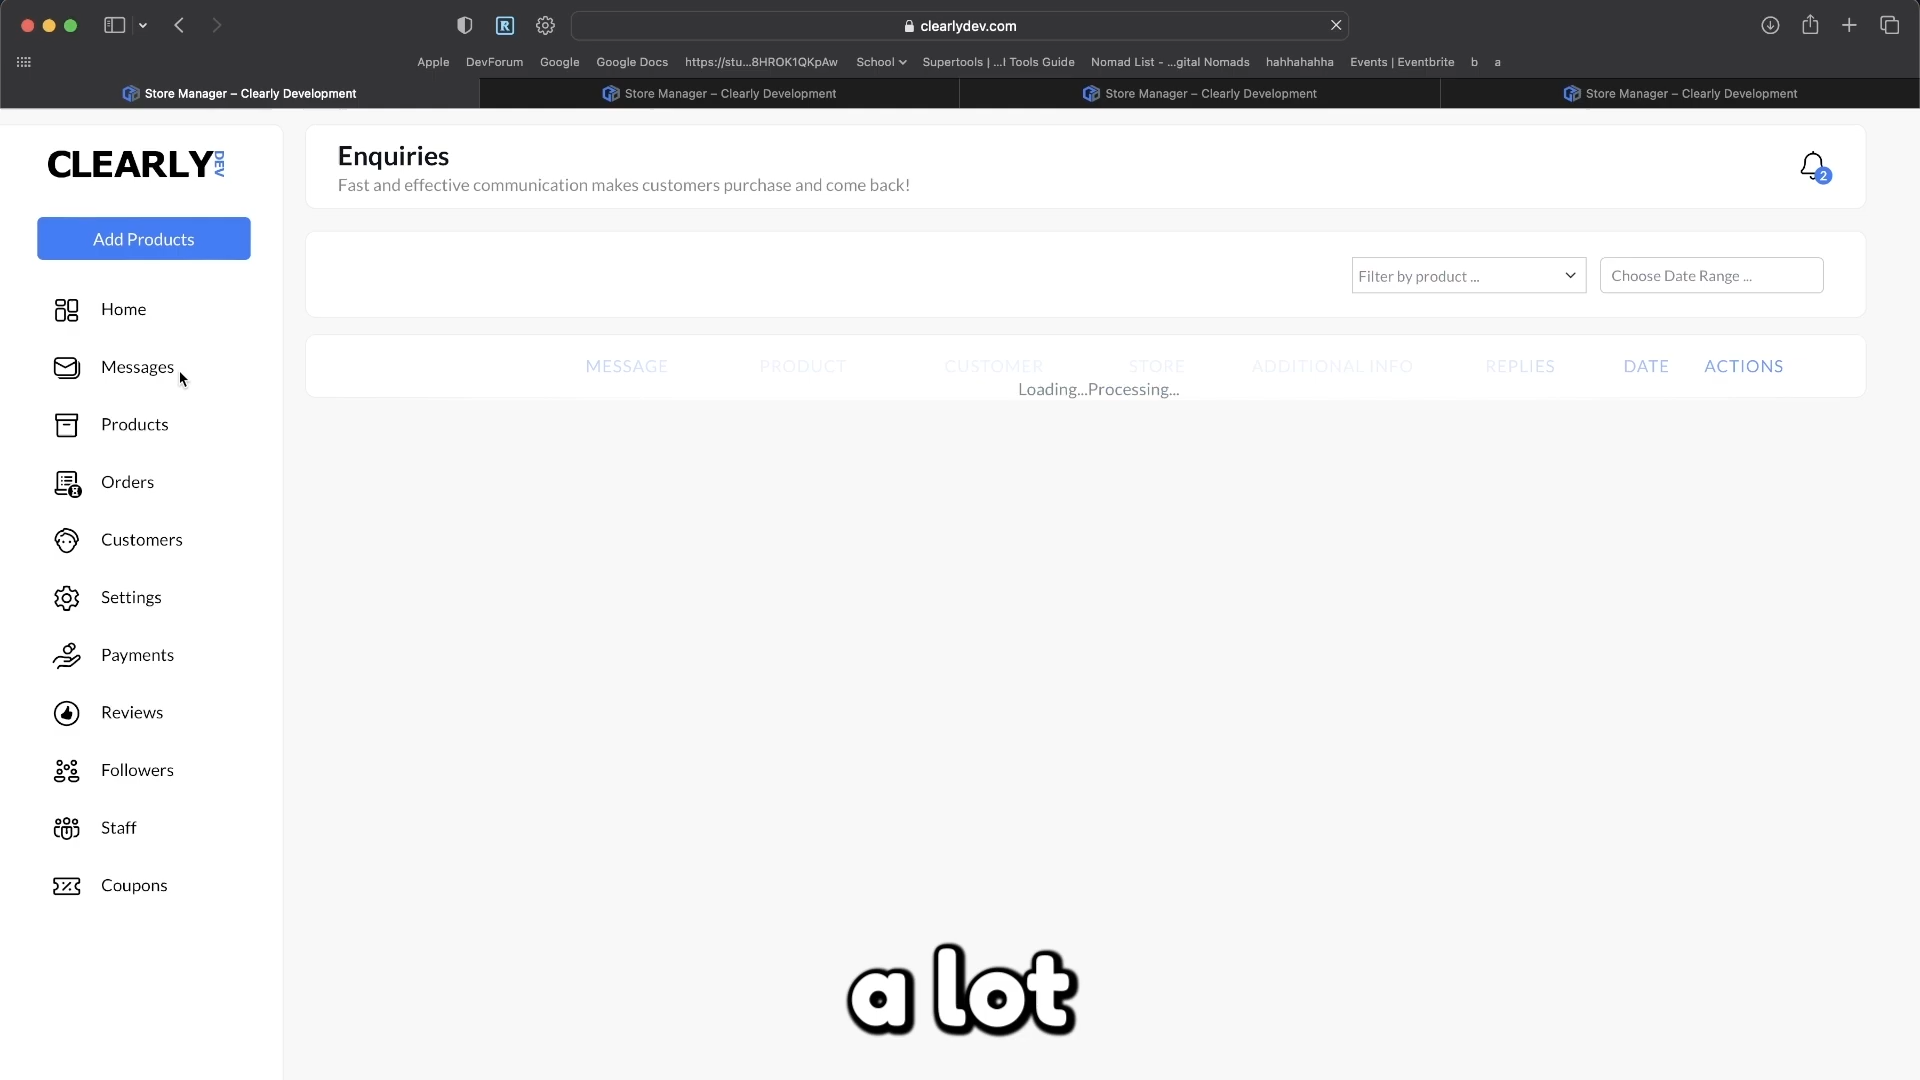 clearlydev.com
Apple DevForum Google Google Docs https://stu...8HROK1QKpAw School Supertools | ...I Tools Guide Nomad List - ...gital Nomads hahhahahha Events | Eventbrite b a
Store Manager – Clearly Development Store Manager – Clearly Development Store Manager – Clearly Development Store Manager – Clearly Development
CLEARLY DEV
Add Products
Home
Messages
Products
Orders
Customers
Settings
Payments
Reviews
Followers
Staff
Coupons
Enquiries
Fast and effective communication makes customers purchase and come back!
2
Filter by product ... Choose Date Range ...
MESSAGE PRODUCT CUSTOMER STORE ADDITIONAL INFO REPLIES DATE ACTIONS
Loading...Processing...
a lot